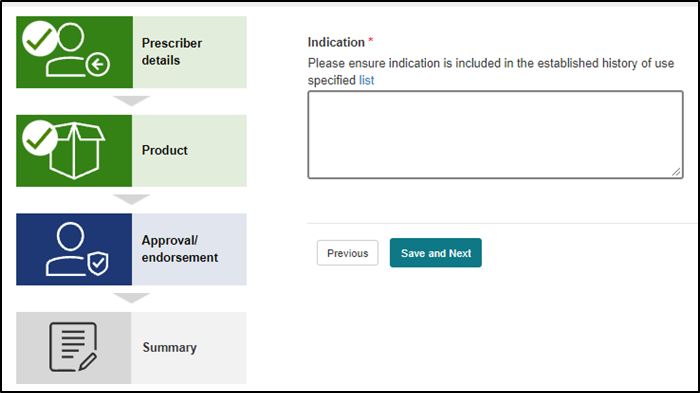 Prescriber
details
Product
Approval/
endorsement
Summary
Indication *
Please ensure indication is included in the established history of use
specified list
Previous
Save and Next